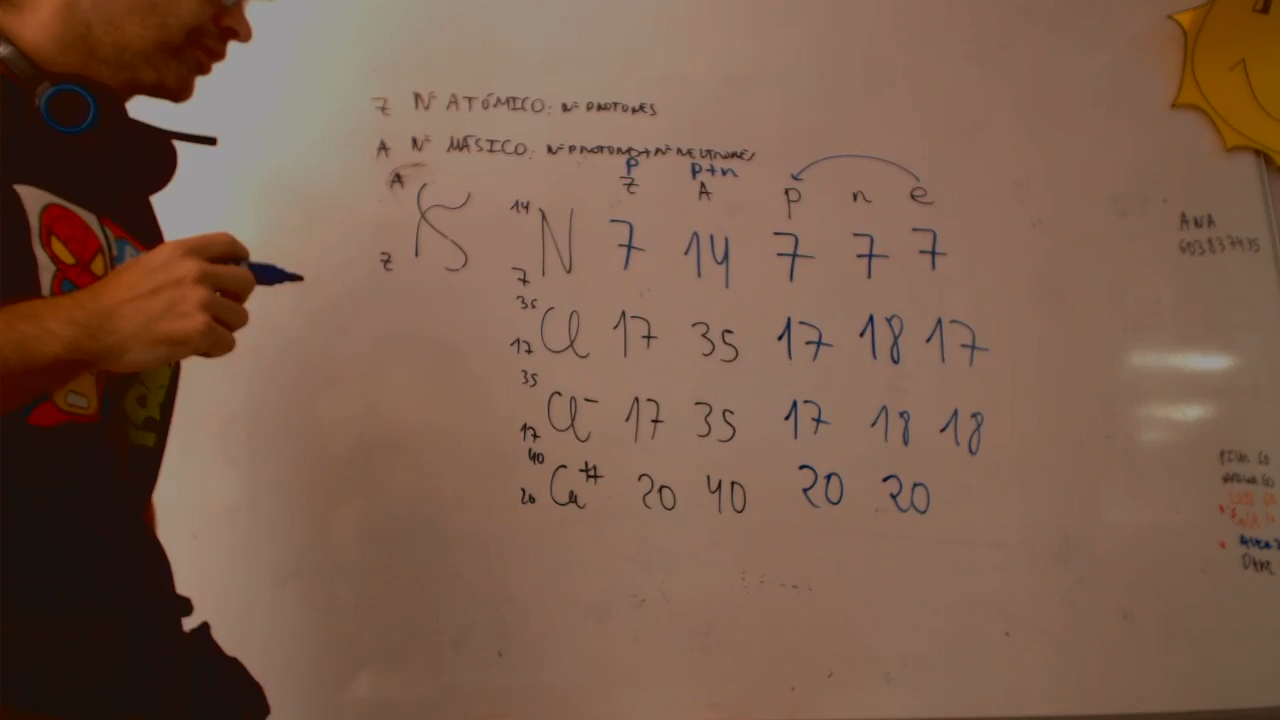 Z Nº ATÓMICO: Nº PROTONES
A Nº MÁSICO: Nº PROTONES + Nº NEUTRONES
P p+n
A Z A p n e
Z X
14
7 N 7 14 7 7 7
35
17 Cl 17 35 17 18 17
35
17 Cl- 17 35 17 18 18
40
20 Ca++ 20 40 20 20
ANA
603837435